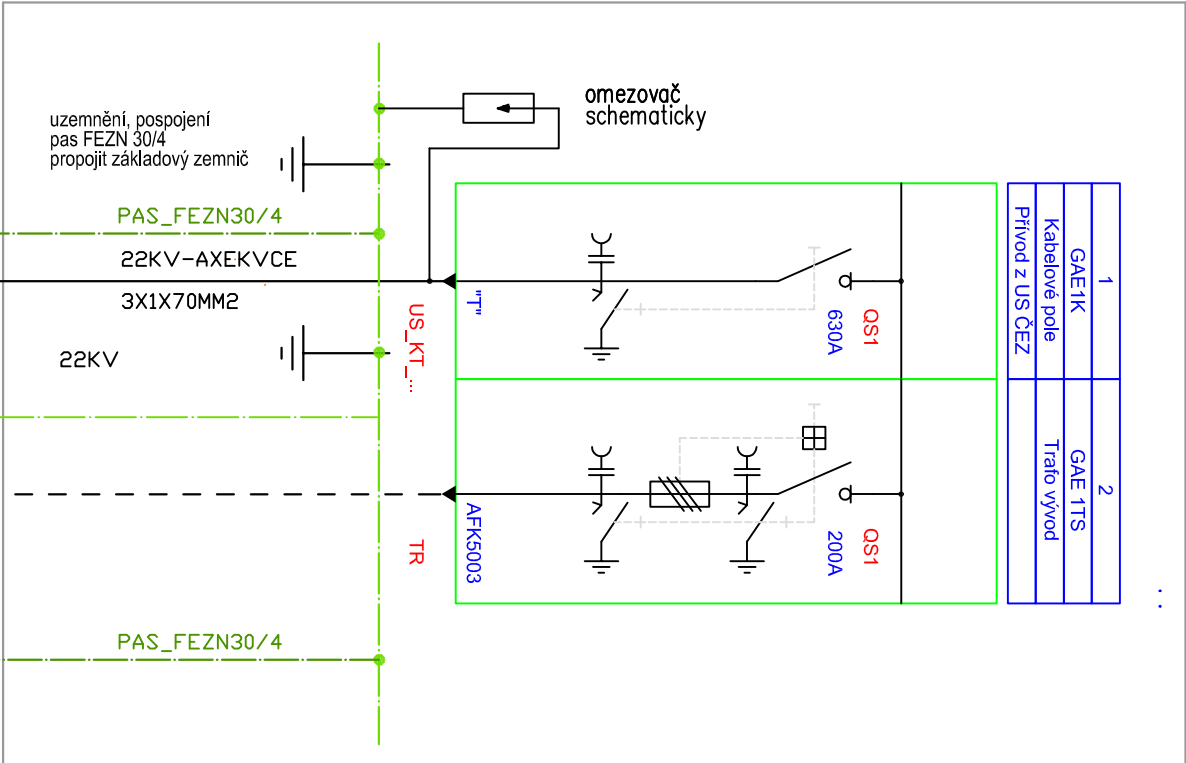 omezovač
schematicky
uzemnění, pospojení
pas FEZN 30/4
propojit základový zemnič
PAS_FEZN30/4
22KV-AXEKVCE
3X1X70MM2
22KV
"T"
US_KT_...
QS1
630A
1
GAE1K
Kabelové pole
Přívod z US ČEZ
2
GAE 1TS
Trafo vývod
QS1
200A
AFK5003
TR
PAS_FEZN30/4